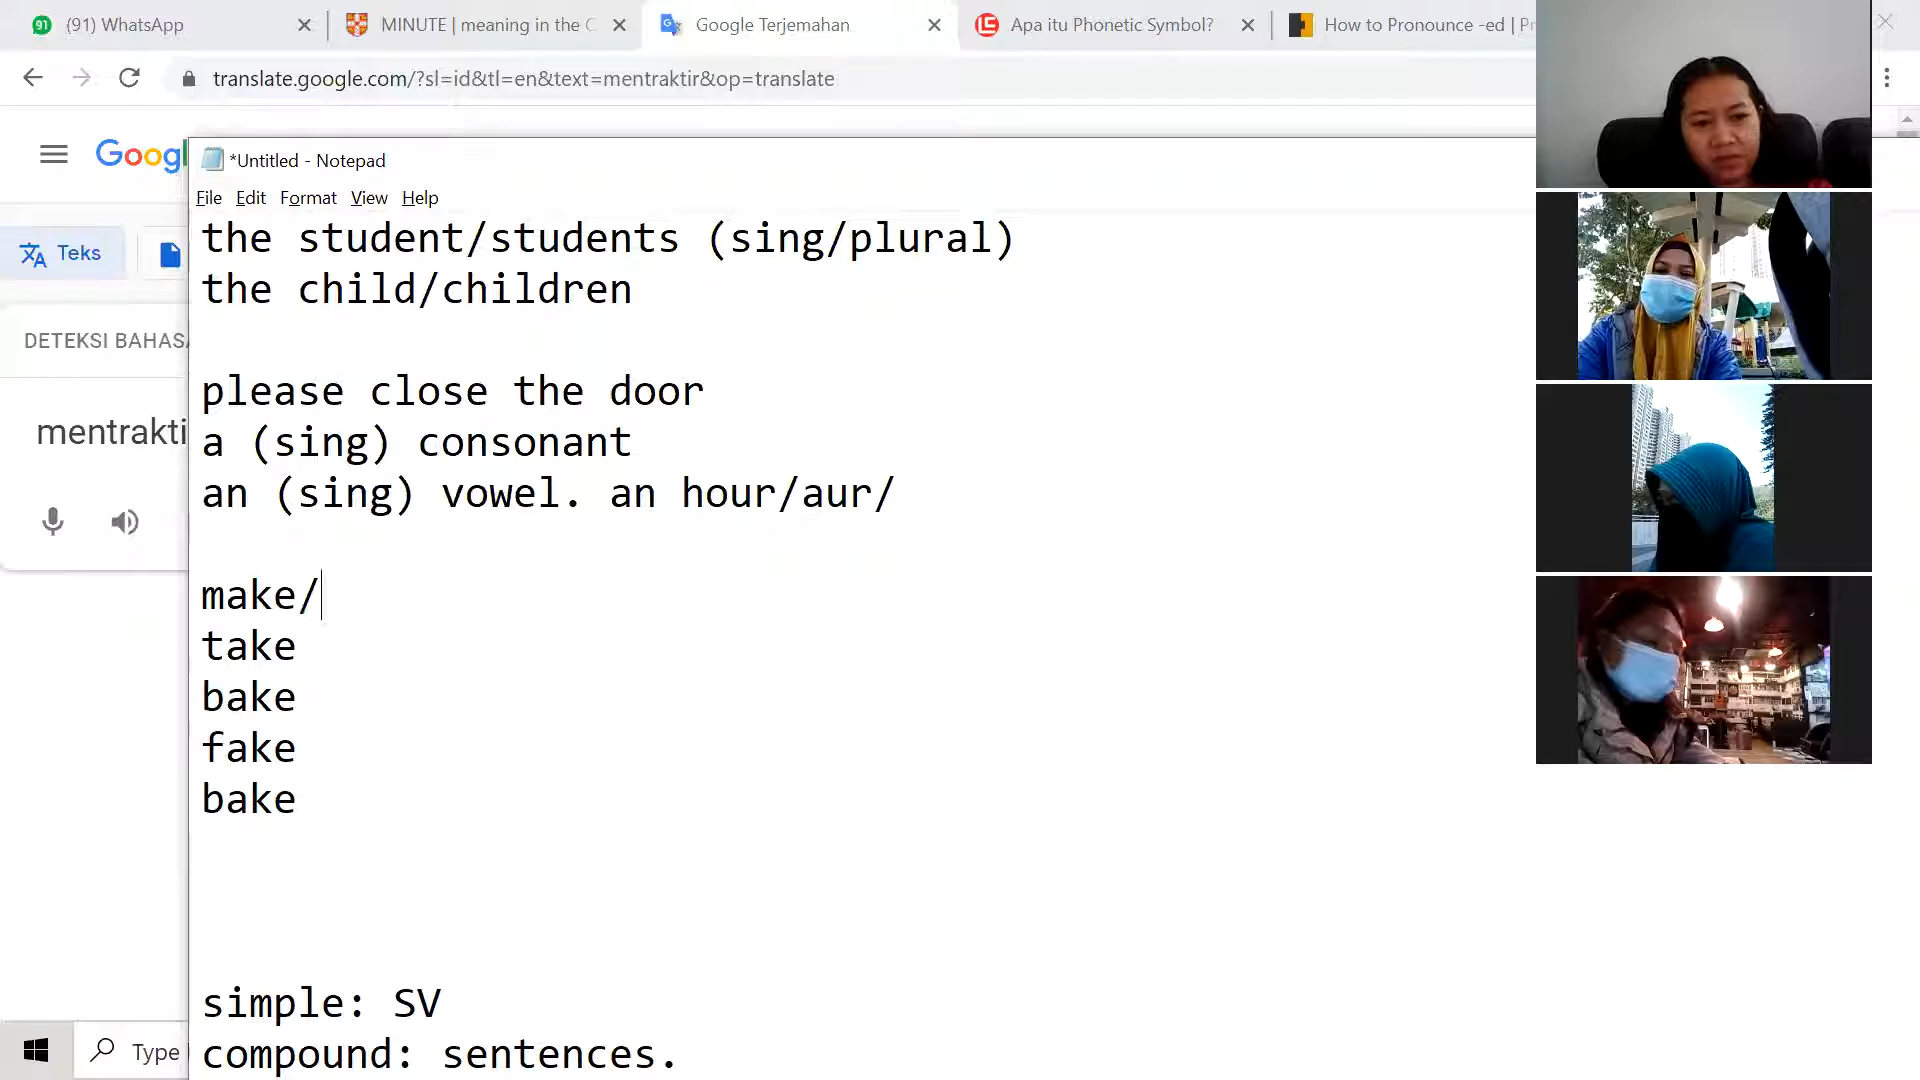 (91) WhatsApp
MINUTE | meaning in the C
Google Terjemahan
Apa itu Phonetic Symbol?
How to Pronounce -ed | Pr
translate.google.com/?sl=id&tl=en&text=mentraktir&op=translate
Googl
*Untitled - Notepad
File Edit Format View Help
the student/students (sing/plural)
Teks
the child/children
DETEKSI BAHASA
please close the door
mentrakti
a (sing) consonant
an (sing) vowel. an hour/aur/
make/
take
bake
fake
bake
simple: SV
Type
compound: sentences.